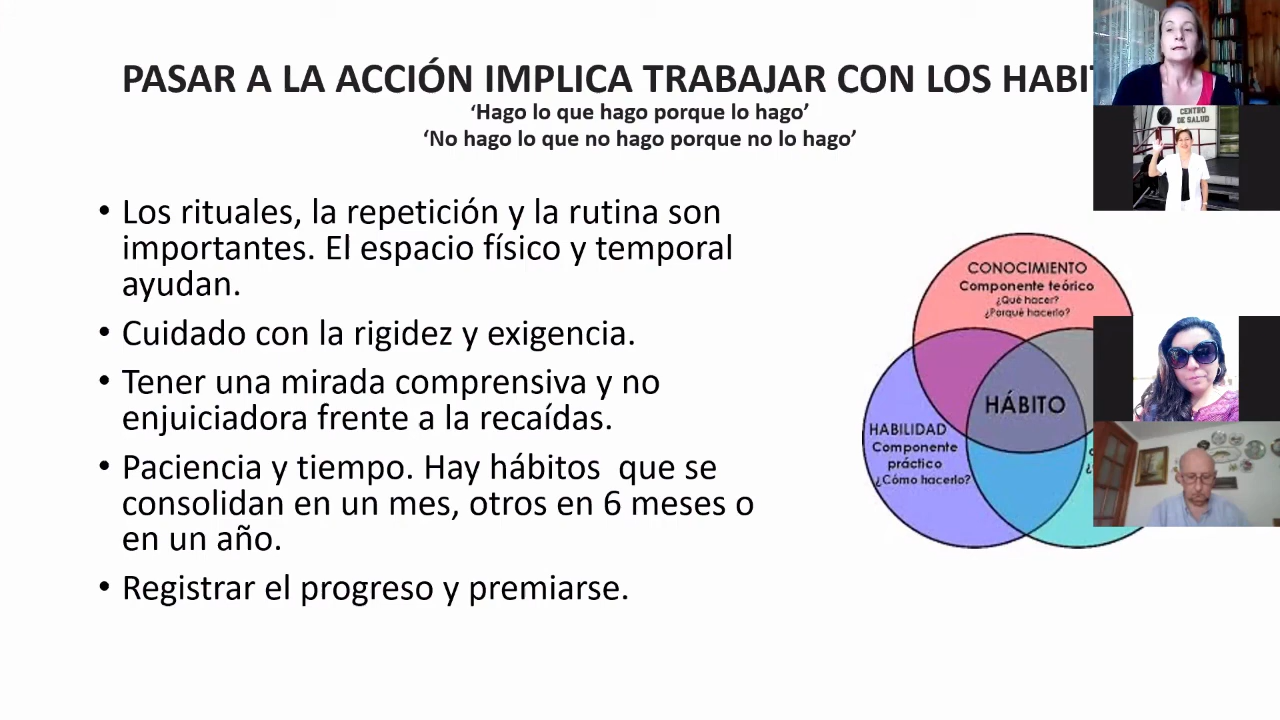 PASAR A LA ACCIÓN IMPLICA TRABAJAR CON LOS
‘Hago lo que hago porque lo hago’
‘No hago lo que no hago porque no lo hago’
• Los rituales, la repetición y la rutina son
importantes. El espacio físico y temporal
ayudan.
• Cuidado con la rigidez y exigencia.
• Tener una mirada comprensiva y no
enjuiciadora frente a la recaídas.
• Paciencia y tiempo. Hay hábitos  que se
consolidan en un mes, otros en 6 meses o
en un año.
• Registrar el progreso y premiarse.
CONOCIMIENTO
Componente teórico
¿Qué hacer?
¿Porqué hacerlo?
HÁBITO
HABILIDAD
Componente
práctico
¿Cómo hacerlo?
CENTRO
DE SALUD